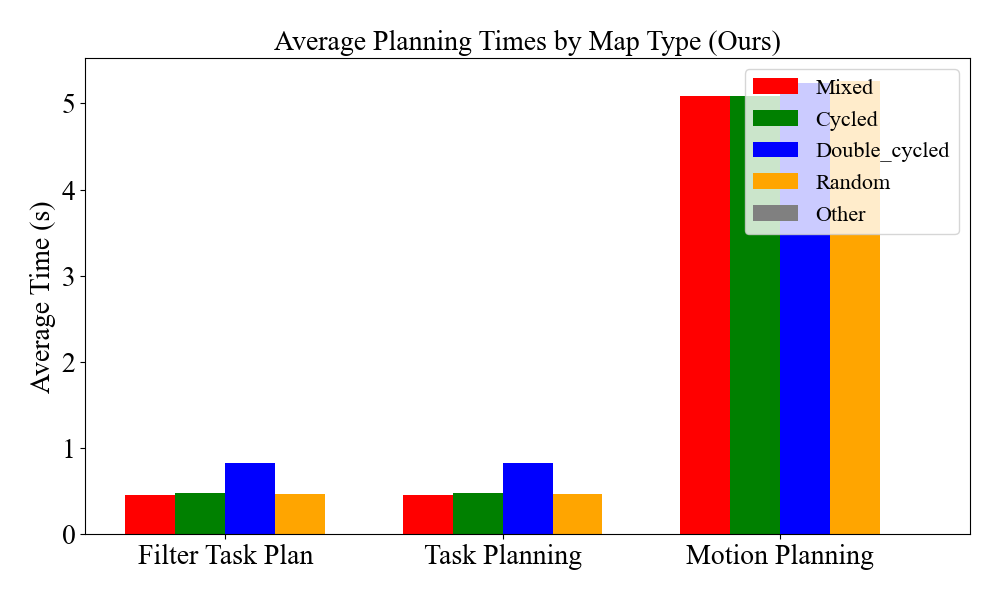 Average Planning Times by Map Type (Ours)
Average Time (s)
5
4
3
2
1
0
Mixed
Cycled
Double_cycled
Random
Other
Filter Task Plan
Task Planning
Motion Planning